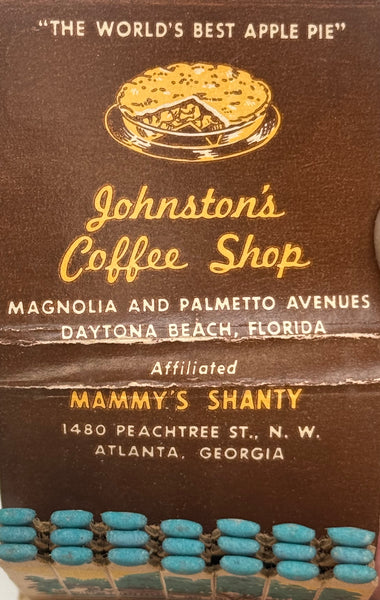 "THE WORLD'S BEST APPLE PIE"
Johnston's
Coffee Shop
MAGNOLIA AND PALMETTO AVENUES
DAYTONA BEACH, FLORIDA
Affiliated
MAMMY'S SHANTY
1480 PEACHTREE ST., N. W.
ATLANTA, GEORGIA